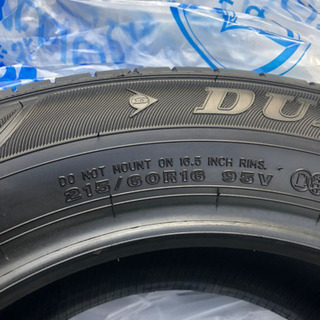 DU
DO NOT MOUNT ON 16.5 INCH RIMS.
215/60R16 95V